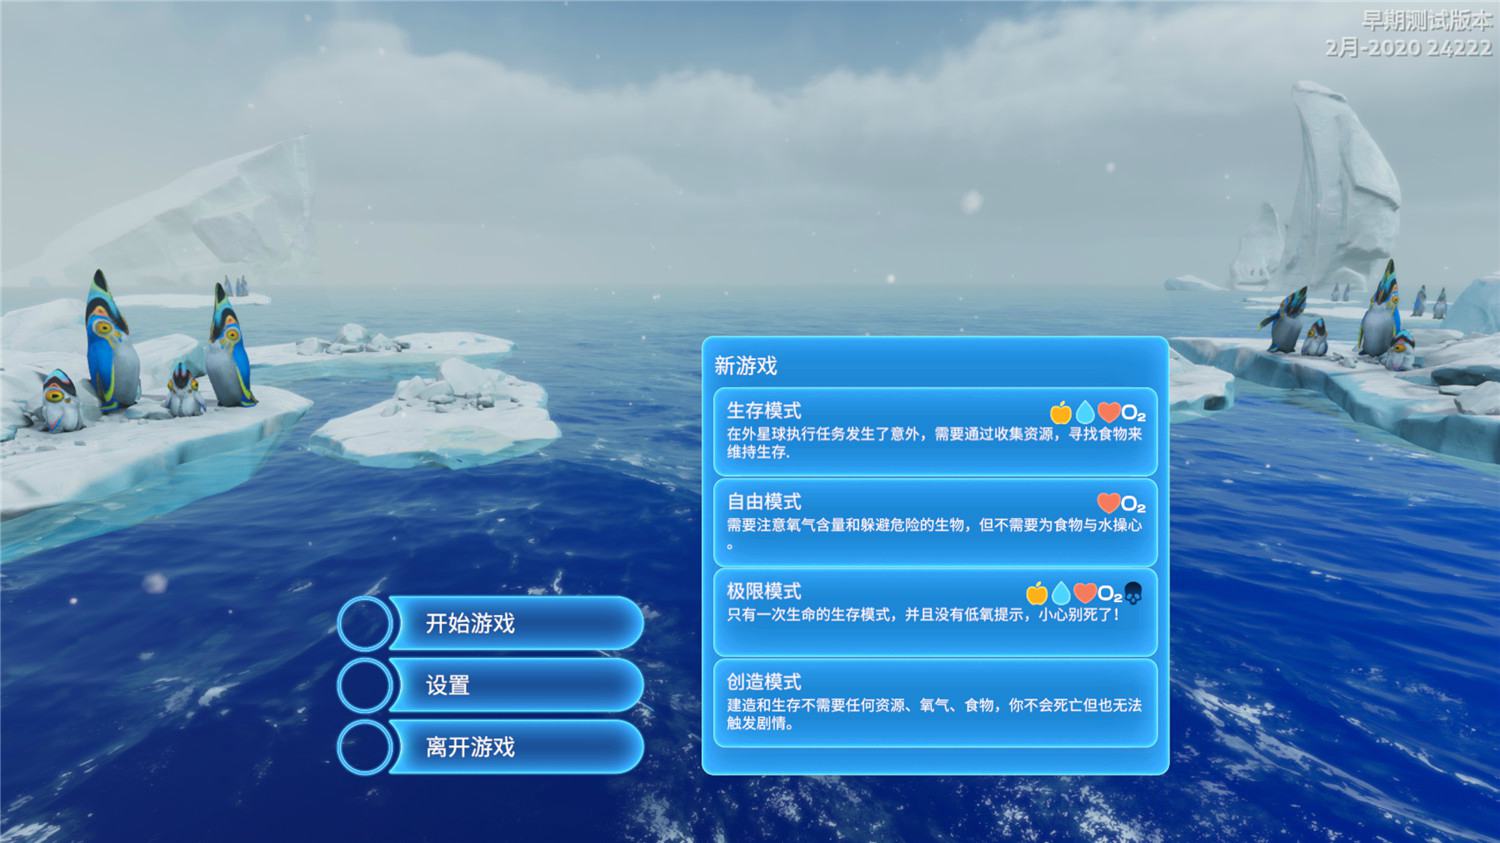 早期测试版本
2月-2020 24222
新游戏
生存模式
O₂
在外星球执行任务发生了意外，需要通过收集资源，寻找食物来
维持生存.
自由模式
O₂
需要注意氧气含量和躲避危险的生物，但不需要为食物与水操心
。
极限模式
O₂
只有一次生命的生存模式，并且没有低氧提示，小心别死了！
创造模式
建造和生存不需要任何资源、氧气、食物，你不会死亡但也无法
触发剧情。
开始游戏
设置
离开游戏